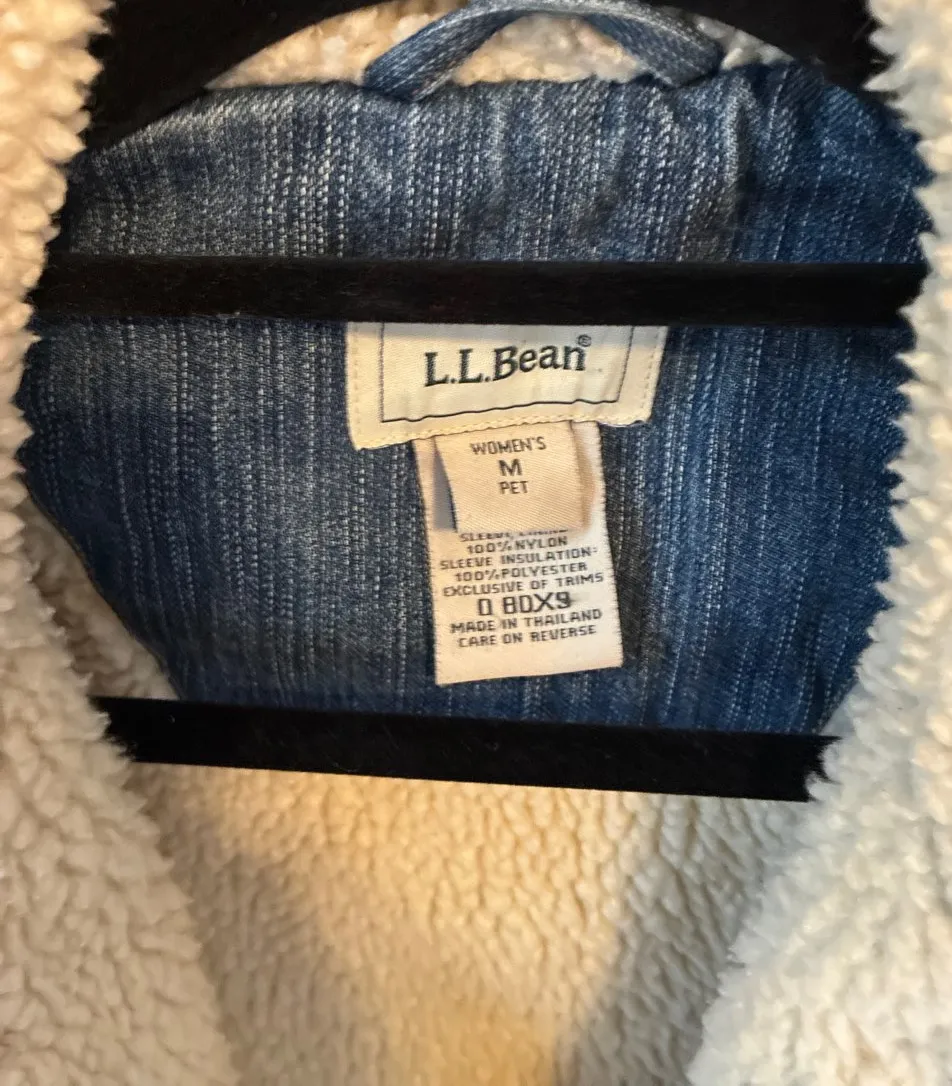 L.L.Bean®
WOMEN'S
M
PET
100% NYLON
SLEEVE INSULATION:
100% POLYESTER
EXCLUSIVE OF TRIMS
0 80X9
MADE IN THAILAND
CARE ON REVERSE